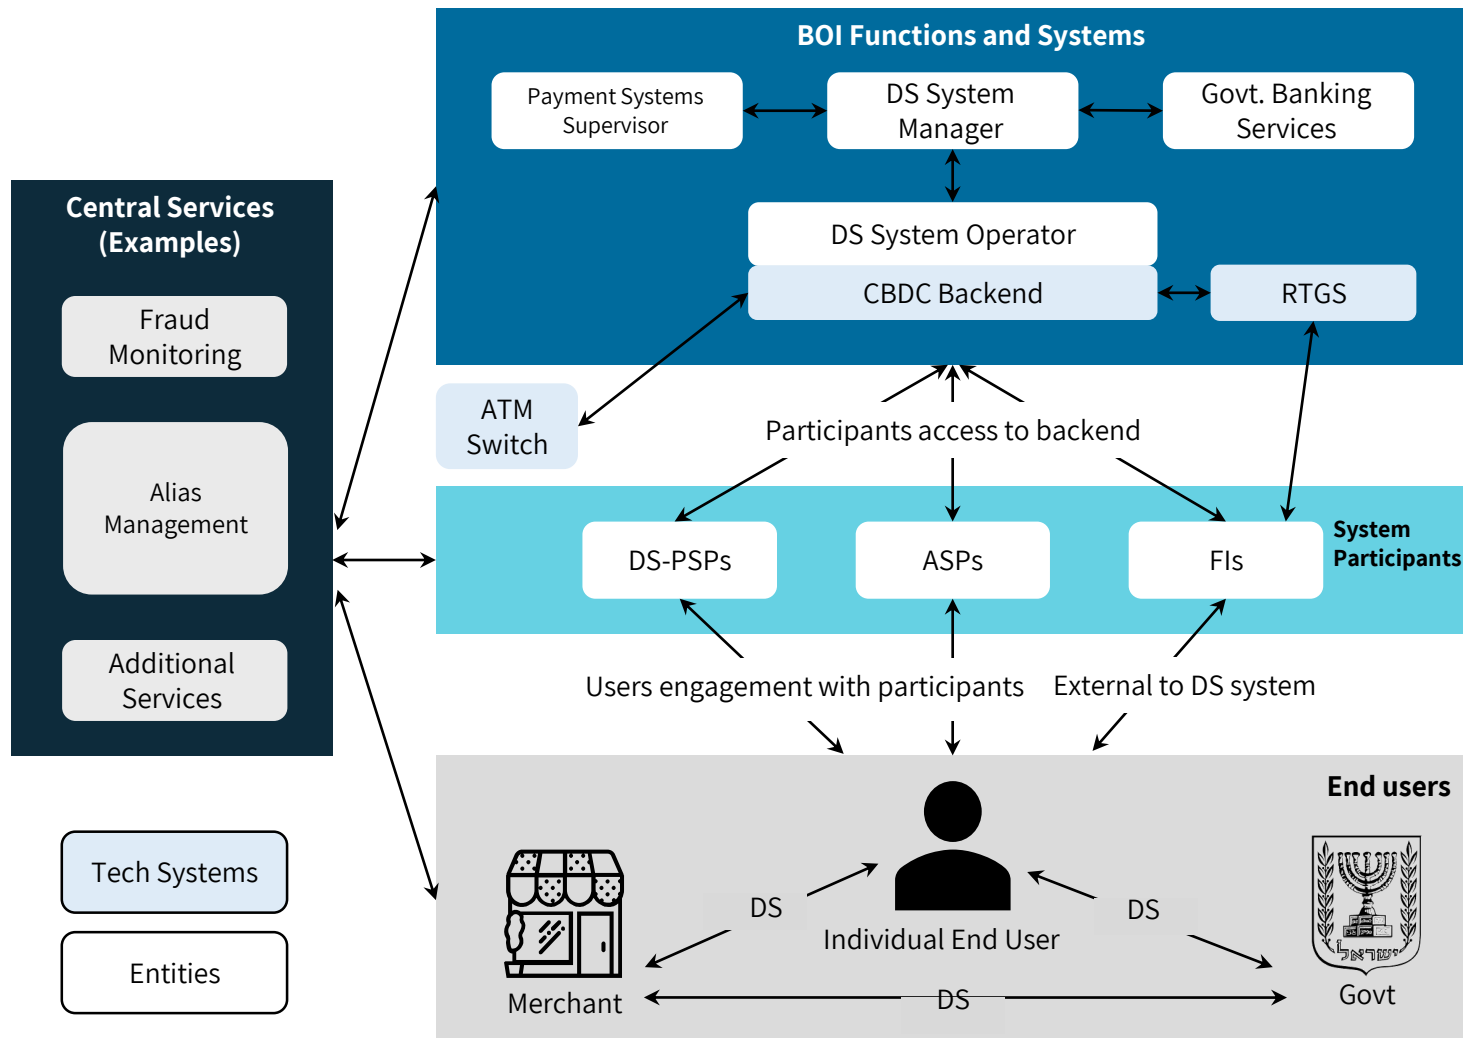 BOI Functions and Systems
Payment Systems
Supervisor
DS System
Manager
Govt. Banking
Services
DS System Operator
CBDC Backend
RTGS
Central Services
(Examples)
Fraud
Monitoring
Alias
Management
Additional
Services
ATM
Switch
Participants access to backend
DS-PSPs
ASPs
FIs
System
Participants
Users engagement with participants
External to DS system
End users
DS
DS
Individual End User
ישראל
Merchant
DS
Govt
Tech Systems
Entities